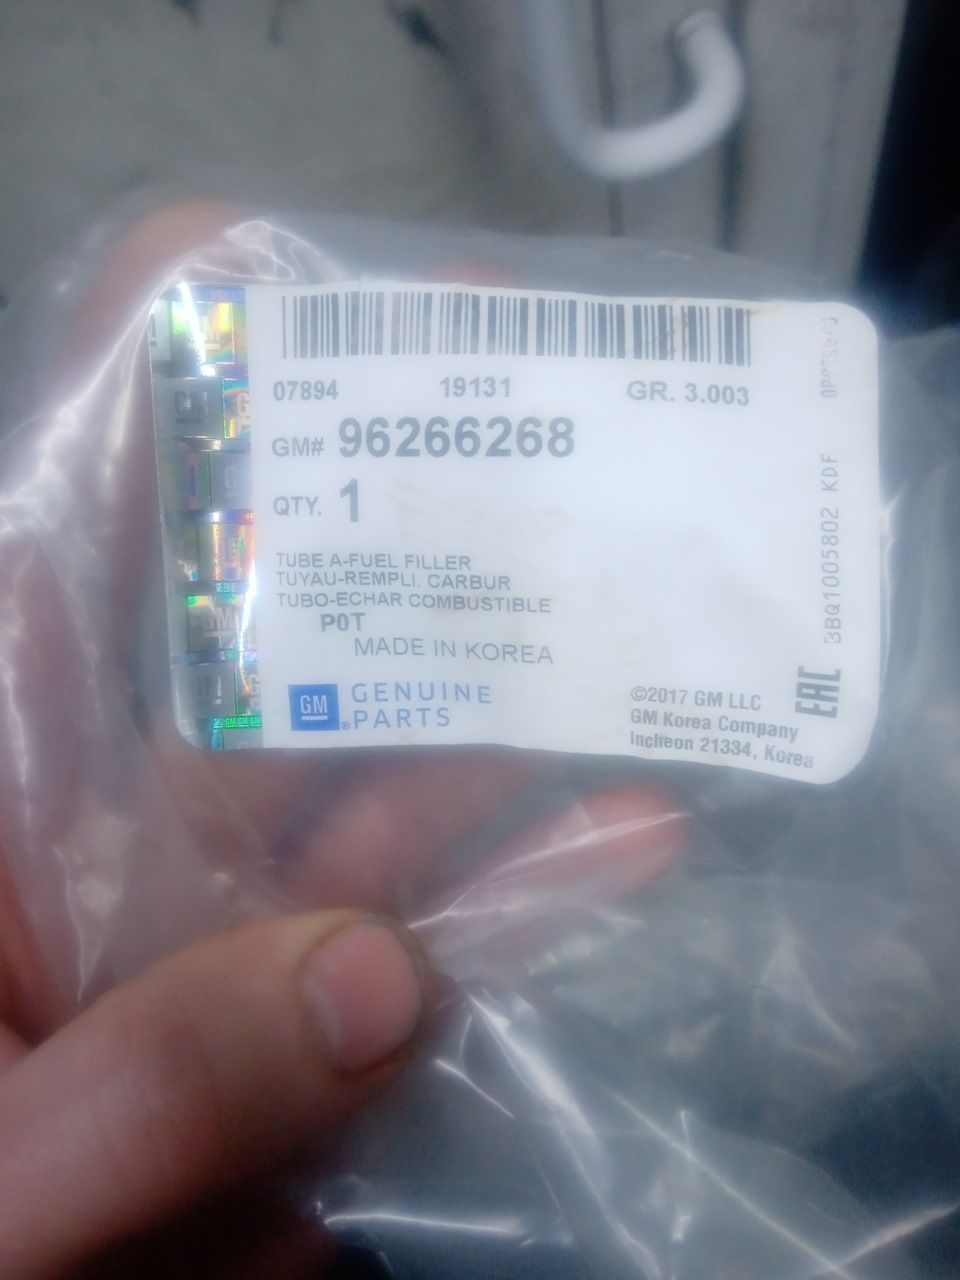 07894 19131 GR. 3.003
GM# 96266268
QTY. 1
TUBE A-FUEL FILLER
TUYAU-REMPLI. CARBUR
TUBO-ECHAR COMBUSTIBLE
P0T
MADE IN KOREA
GM
GENUINE
PARTS
©2017 GM LLC
GM Korea Company
Incheon 21334, Korea
EAC
3BQ1005802 KDF